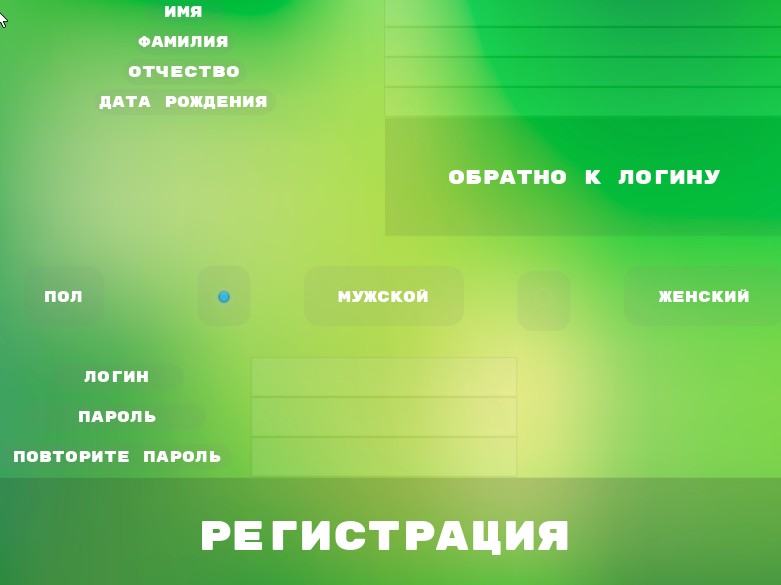 ИМЯ
ФАМИЛИЯ
ОТЧЕСТВО
ДАТА РОЖДЕНИЯ
ОБРАТНО К ЛОГИНУ
ПОЛ МУЖСКОЙ ЖЕНСКИЙ
ЛОГИН
ПАРОЛЬ
ПОВТОРИТЕ ПАРОЛЬ
РЕГИСТРАЦИЯ